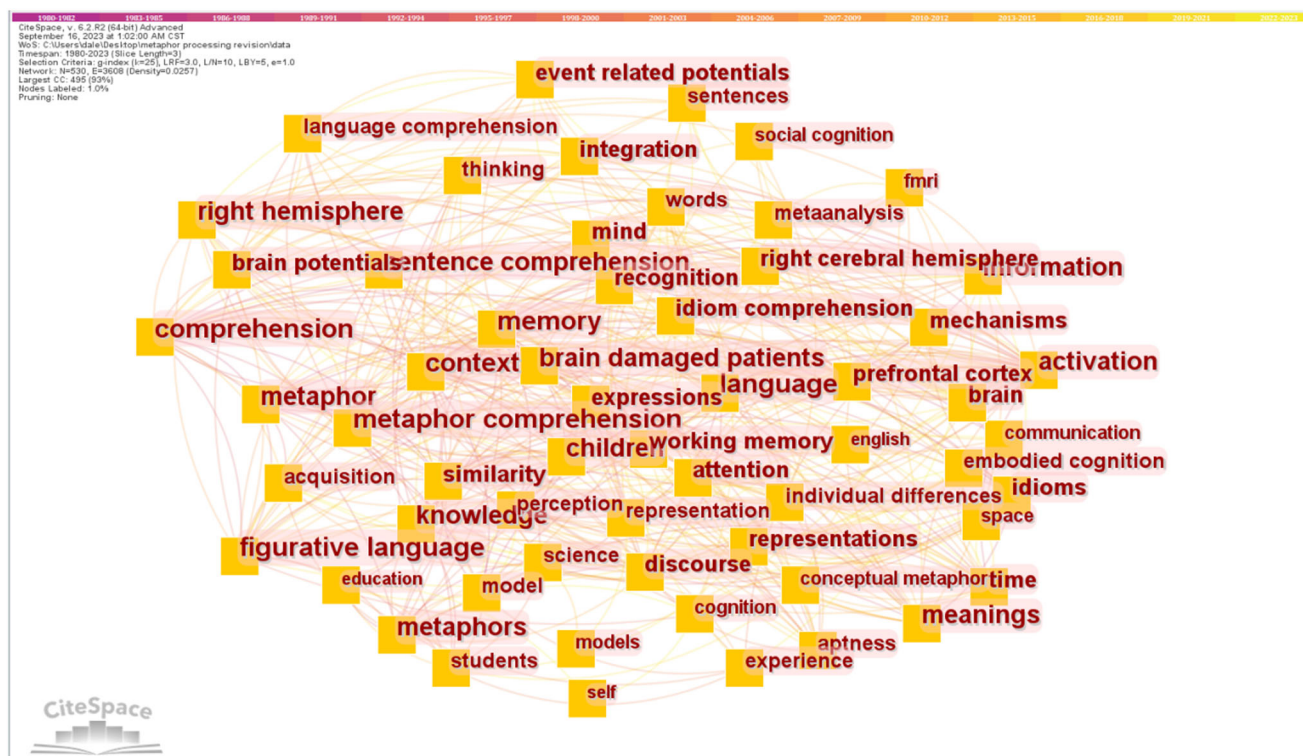 1980-1982 1983-1985 1986-1988 1989-1991 1992-1994 1995-1997 1998-2000 2001-2003 2004-2006 2007-2009 2010-2012 2013-2015 2016-2018 2019-2021 2022-2023
CiteSpace, v. 6.2.R2 (64-bit) Advanced
September 16, 2023 at 1:02:00 AM CST
WoS: C:\Users\dale\Desktop\metaphor processing revision\data
Timespan: 1980-2023 (Slice Length=3)
Selection Criteria: g-index (k=25), LRF=3.0, L/N=10, LBY=5, e=1.0
Network: N=530, E=3608 (Density=0.0257)
Largest CC: 495 (93%)
Nodes Labeled: 1.0%
Pruning: None
event related potentials
sentences
language comprehension
social cognition
integration
thinking
fmri
words
right hemisphere
metaanalysis
mind
right cerebral hemisphere
brain potentials
sentence comprehension
information
recognition
idiom comprehension
memory
mechanisms
comprehension
brain damaged patients
context
activation
prefrontal cortex
language
metaphor
expressions
brain
metaphor comprehension
communication
working memory
english
children
embodied cognition
attention
acquisition
similarity
idioms
individual differences
perception
representation
knowledge
space
representations
figurative language
science
discourse
education
model
conceptual metaphor
time
cognition
meanings
metaphors
models
aptness
students
experience
self
CiteSpace